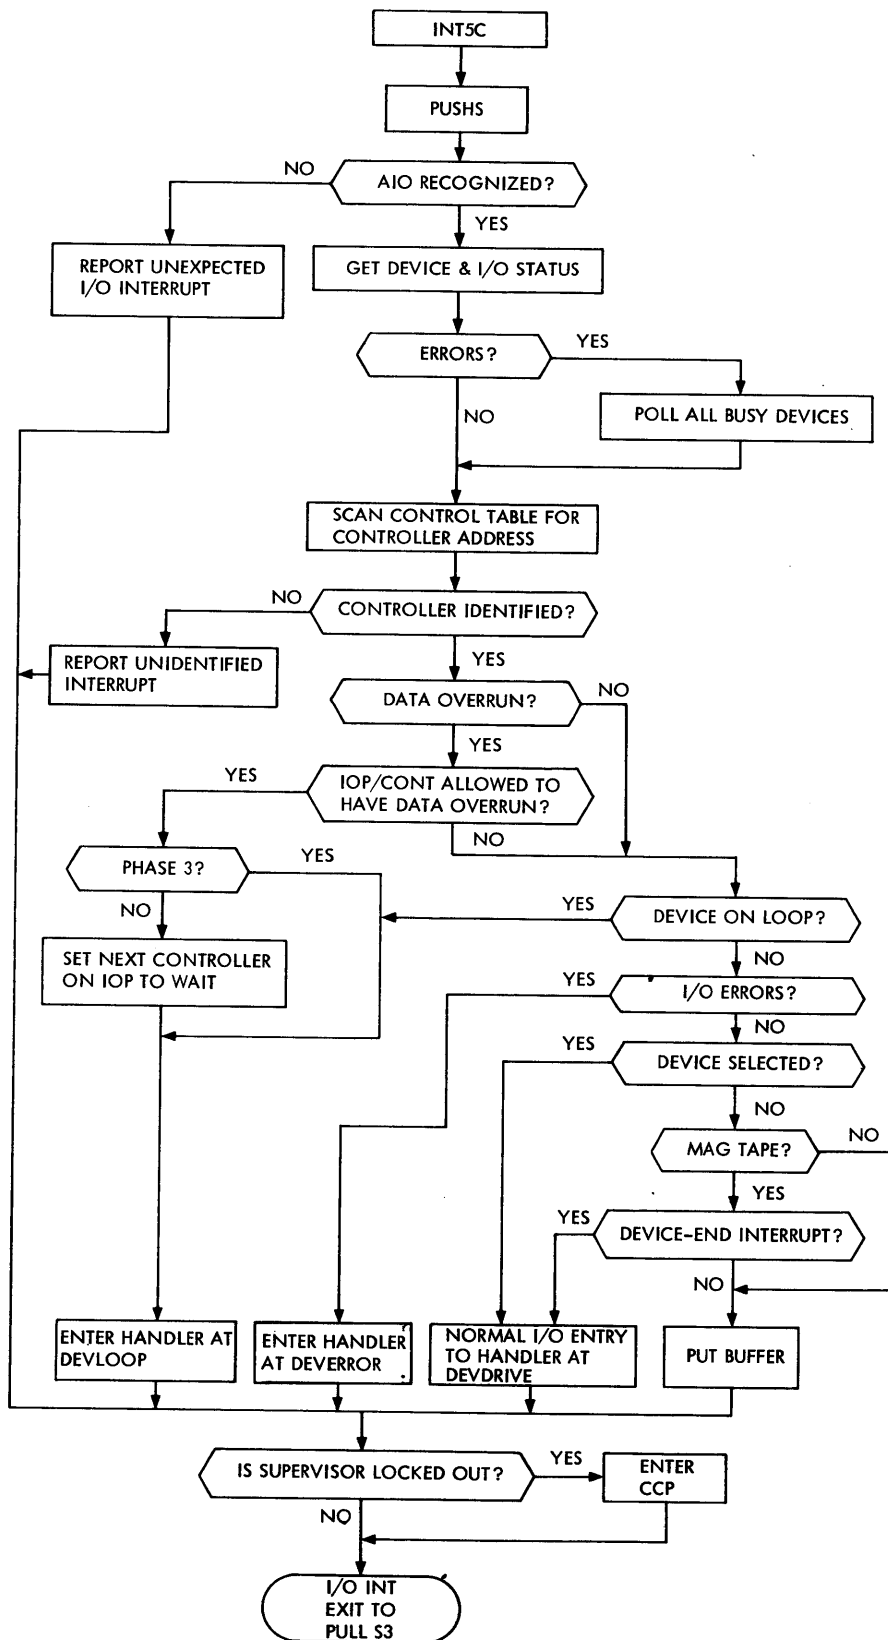 INT5C
PUSHS
NO
AIO RECOGNIZED?
YES
REPORT UNEXPECTED
I/O INTERRUPT
GET DEVICE & I/O STATUS
ERRORS?
YES
NO
POLL ALL BUSY DEVICES
SCAN CONTROL TABLE FOR
CONTROLLER ADDRESS
NO
CONTROLLER IDENTIFIED?
YES
REPORT UNIDENTIFIED
INTERRUPT
DATA OVERRUN?
NO
YES
YES
IOP/CONT ALLOWED TO
HAVE DATA OVERRUN?
NO
PHASE 3?
YES
NO
YES
DEVICE ON LOOP?
NO
SET NEXT CONTROLLER
ON IOP TO WAIT
YES
I/O ERRORS?
NO
YES
DEVICE SELECTED?
NO
MAG TAPE?
NO
YES
YES
DEVICE-END INTERRUPT?
NO
ENTER HANDLER AT
DEVLOOP
ENTER HANDLER
AT DEVERROR
NORMAL I/O ENTRY
TO HANDLER AT
DEVDRIVE
PUT BUFFER
IS SUPERVISOR LOCKED OUT?
YES
ENTER
CCP
NO
I/O INT
EXIT TO
PULL S3